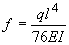 f = ql⁴ / 76EI